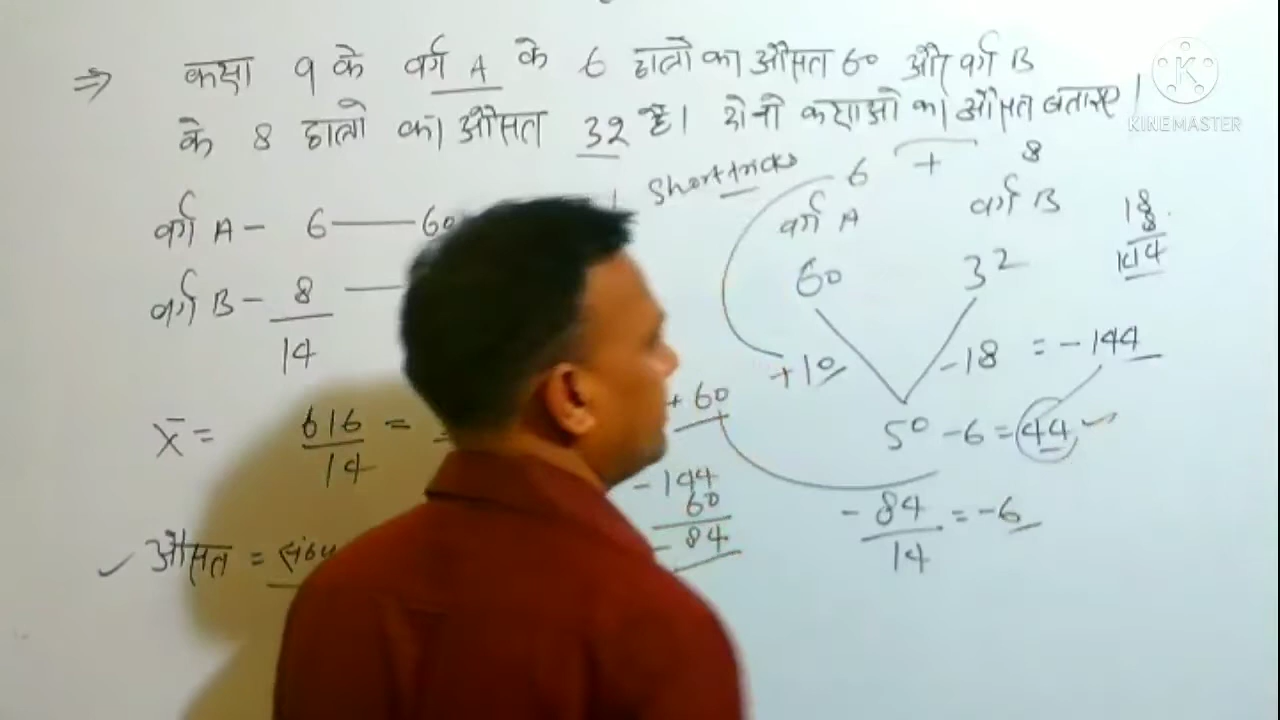 ⇒ कक्षा 9 के वर्ग A के 6 छात्रों का औसत 60 और वर्ग B
के 8 छात्रों का औसत 32 है। दोनों कक्षाओं का औसत बताइए।
K
KINEMASTER
वर्ग A - 6 — 60
वर्ग B - 8 —
14
x̄ = 616/14 =
✓ औसत =
Short tricks
6 + 8
वर्ग A वर्ग B
60 32
+10 -18 = -144
50 - 6 = 44 ✓
18
8
144
+ 60
-144
60
- 84
- 84/14 = -6